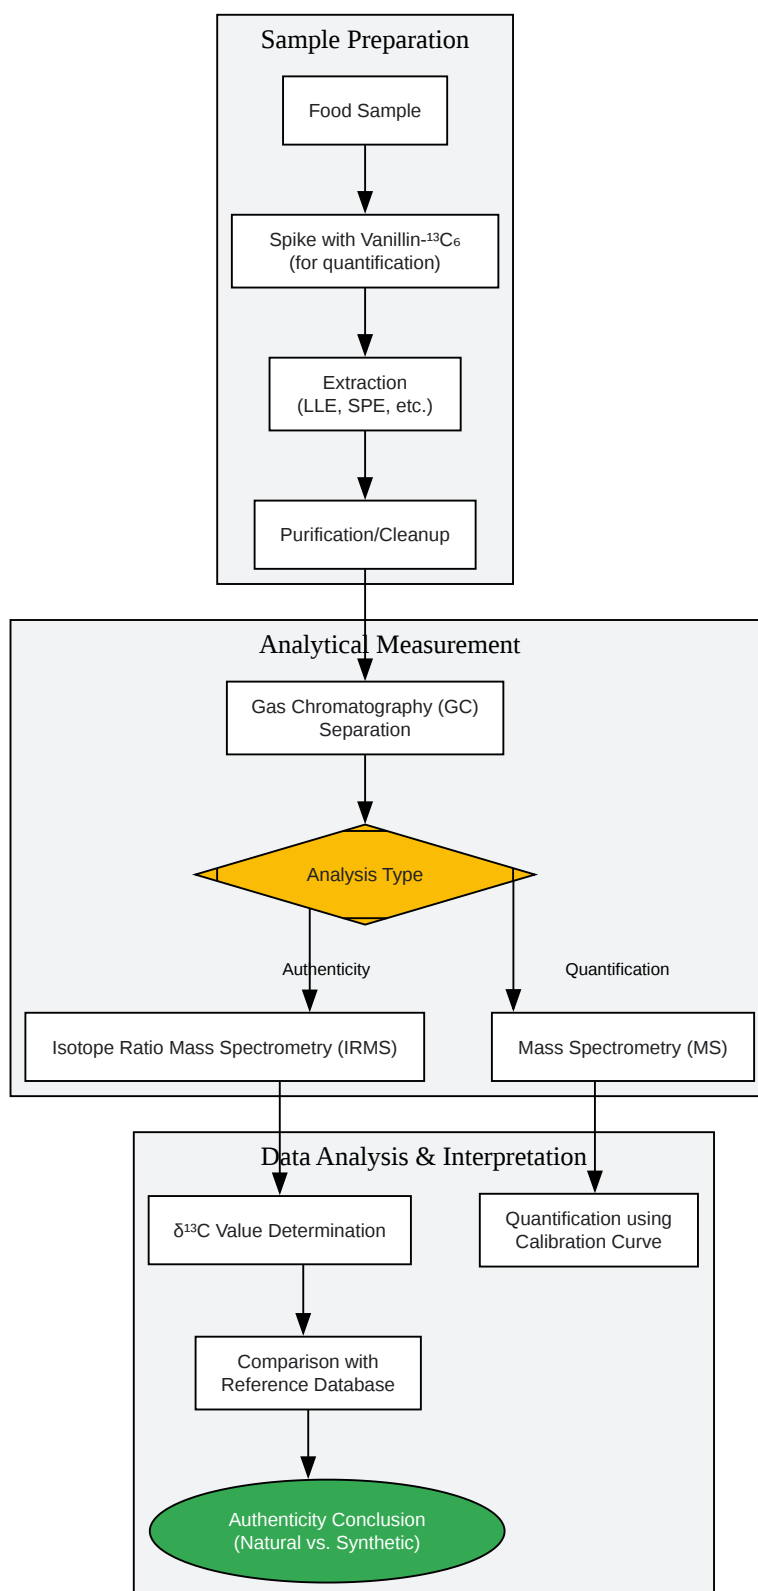 Sample Preparation
Food Sample
Spike with Vanillin-¹³C₆
(for quantification)
Extraction
(LLE, SPE, etc.)
Purification/Cleanup
Analytical Measurement
Gas Chromatography (GC)
Separation
Analysis Type
Authenticity
Quantification
Isotope Ratio Mass Spectrometry (IRMS)
Mass Spectrometry (MS)
Data Analysis & Interpretation
δ¹³C Value Determination
Quantification using
Calibration Curve
Comparison with
Reference Database
Authenticity Conclusion
(Natural vs. Synthetic)